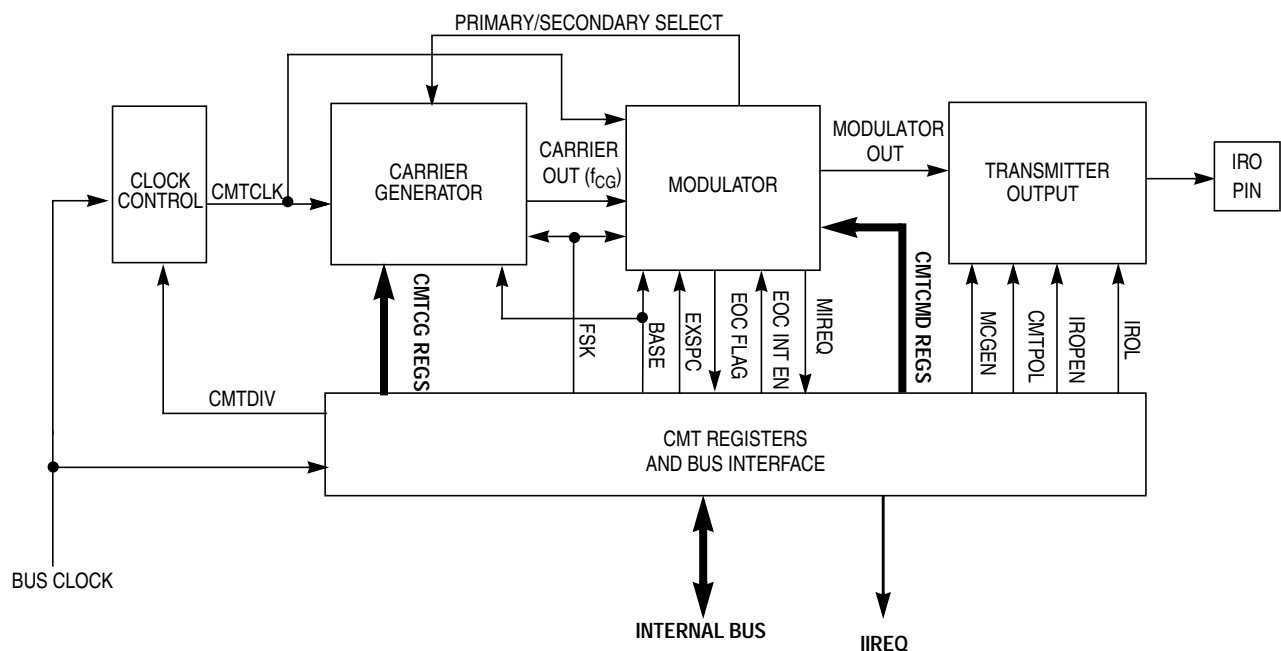 PRIMARY/SECONDARY SELECT
CLOCK
CONTROL
CMTCLK
CARRIER
GENERATOR
CARRIER
OUT (fCG)
MODULATOR
MODULATOR
OUT
TRANSMITTER
OUTPUT
IRO
PIN
CMTCG REGS
FSK
BASE
EXSPC
EOC FLAG
EOC INT EN
MIREQ
CMTCMD REGS
MCGEN
CMTPOL
IROPEN
IROL
CMTDIV
CMT REGISTERS
AND BUS INTERFACE
BUS CLOCK
INTERNAL BUS
IIREQ